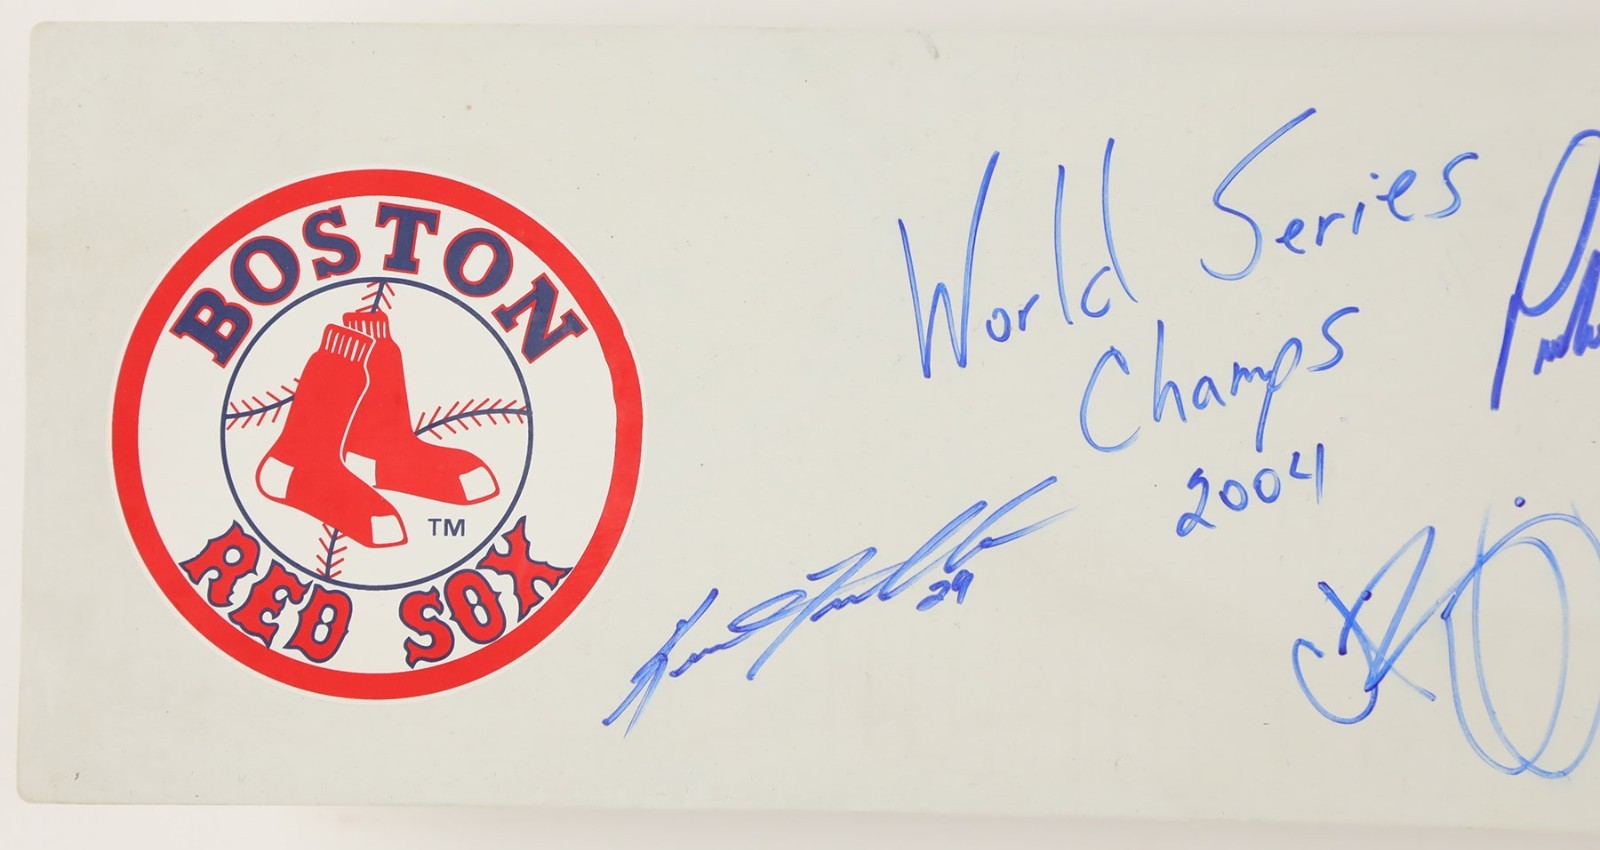 BOSTON
RED SOX
TM
World Series
Champs
2004
29